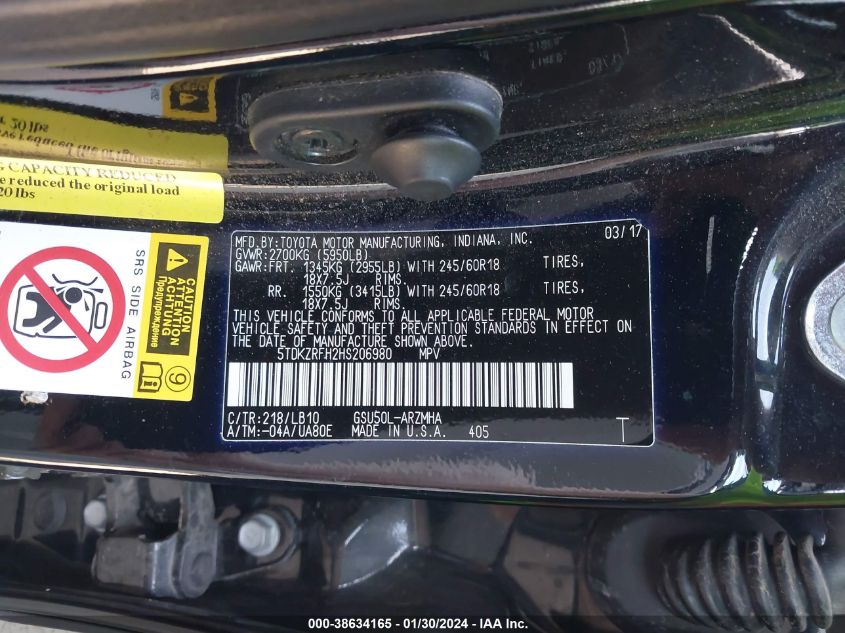 20 lbs
G CAPACITY REDUCED
e reduced the original load
20 lbs
SRS SIDE AIRBAG
CAUTION
ATTENTION
ACHTUNG
Предупреждение
9
MFD.BY:TOYOTA MOTOR MANUFACTURING, INDIANA, INC. 03/17
GVWR:2700KG (5950LB)
GAWR:FRT. 1345KG (2955LB) WITH 245/60R18 TIRES,
18X7.5J RIMS.
RR. 1550KG (3415LB) WITH 245/60R18 TIRES,
18X7.5J RIMS.
THIS VEHICLE CONFORMS TO ALL APPLICABLE FEDERAL MOTOR
VEHICLE SAFETY AND THEFT PREVENTION STANDARDS IN EFFECT ON
THE DATE OF MANUFACTURE SHOWN ABOVE.
5TDKZRFH2HS206980 MPV
C/TR:218/LB10 GSU50L-ARZMHA
A/TM:-04A/UA80E MADE IN U.S.A. 405 T
000-38634165 - 01/30/2024 - IAA Inc.